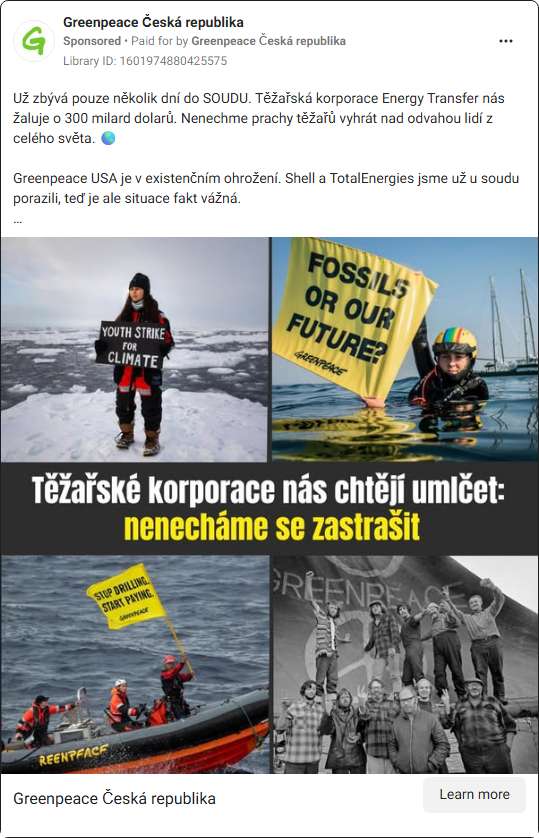 Greenpeace Česká republika
Sponsored • Paid for by Greenpeace Česká republika
Library ID: 1601974880425575
Už zbývá pouze několik dní do SOUDU. Těžařská korporace Energy Transfer nás
žaluje o 300 milard dolarů. Nenechme prachy těžařů vyhrát nad odvahou lidí z
celého světa.
Greenpeace USA je v existenčním ohrožení. Shell a TotalEnergies jsme už u soudu
porazili, teď je ale situace fakt vážná.
...
YOUTH STRIKE
FOR
CLIMATE
FOSSILS
OR OUR
FUTURE?
GREENPEACE
Těžařské korporace nás chtějí umlčet:
nenecháme se zastrašit
STOP DRILLING.
START PAYING.
GREENPEACE
REENPEACE
GREENPEACE
Greenpeace Česká republika
Learn more